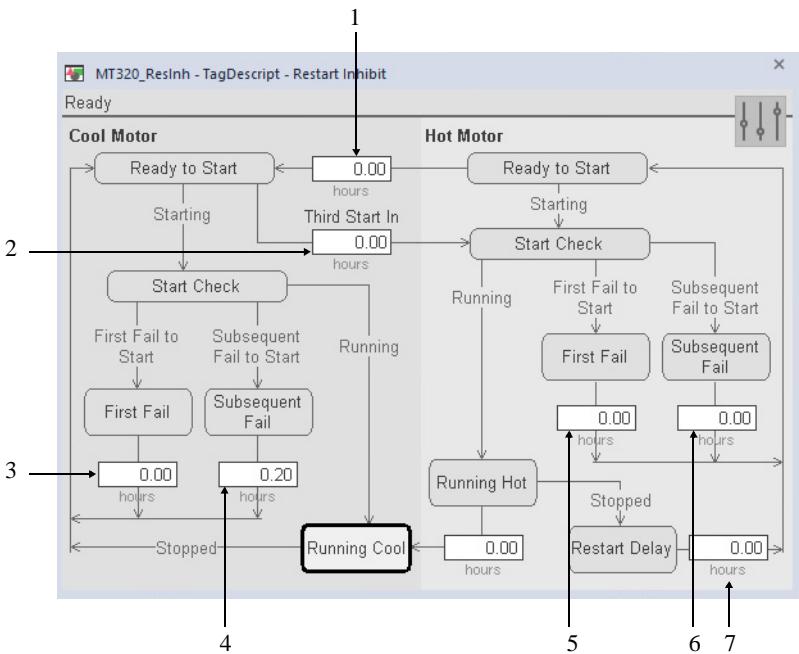 1
MT320_ResInh - TagDescript - Restart Inhibit
Ready
Cool Motor
Hot Motor
Ready to Start
0.00
hours
Ready to Start
Starting
Starting
Third Start In
2
0.00
hours
Start Check
Start Check
First Fail to
Start
Subsequent
Fail to Start
Running
Running
First Fail to
Start
Subsequent
Fail to Start
First Fail
Subsequent
Fail
First Fail
Subsequent
Fail
0.00
hours
0.00
hours
3
0.00
hours
0.20
hours
Running Hot
Stopped
Stopped
Running Cool
0.00
hours
Restart Delay
0.00
hours
4
5
6
7